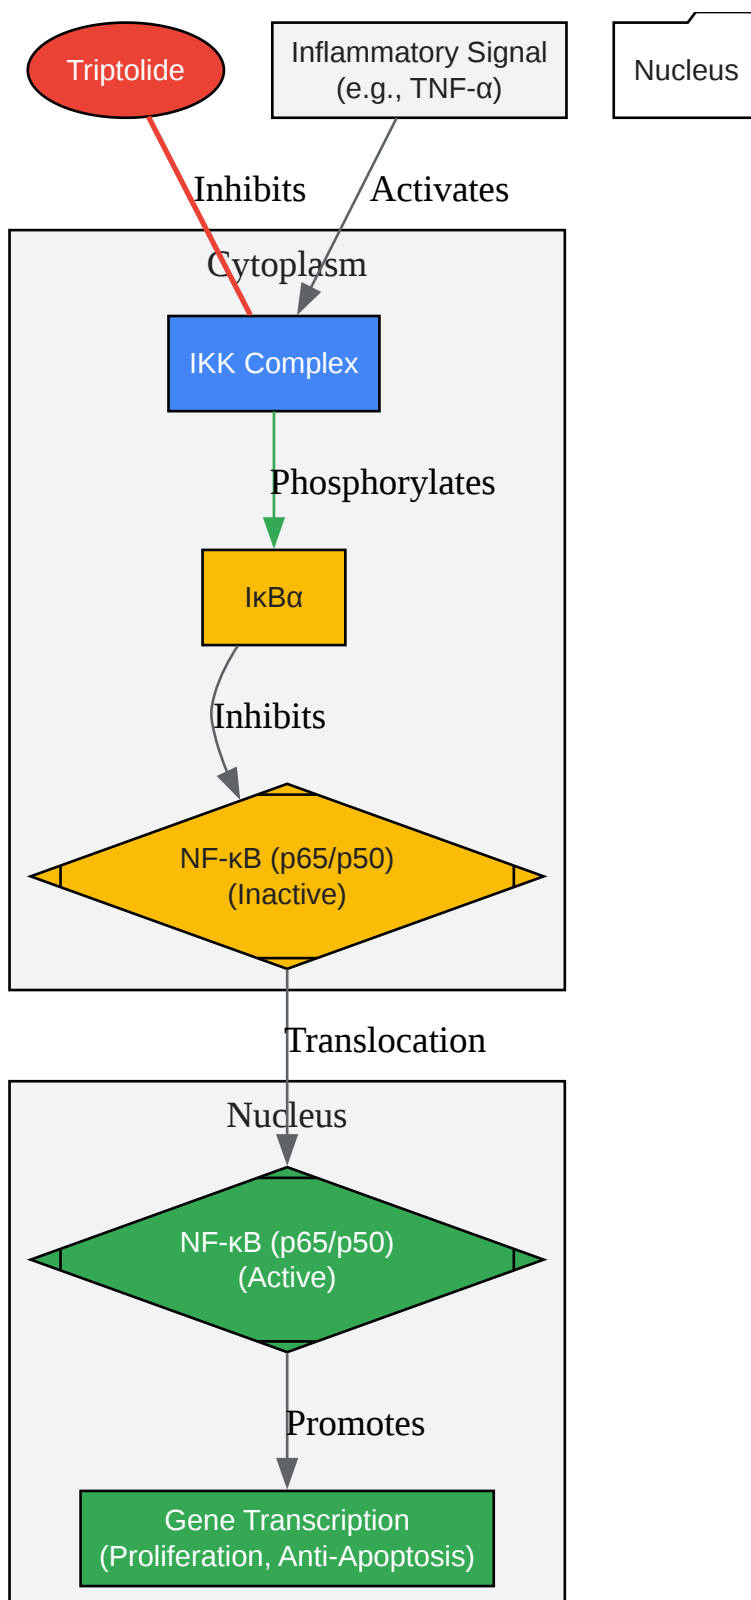 Triptolide
Inflammatory Signal
(e.g., TNF-α)
Nucleus
Inhibits
Activates
Cytoplasm
IKK Complex
Phosphorylates
IκBα
Inhibits
NF-κB (p65/p50)
(Inactive)
Translocation
Nucleus
NF-κB (p65/p50)
(Active)
Promotes
Gene Transcription
(Proliferation, Anti-Apoptosis)